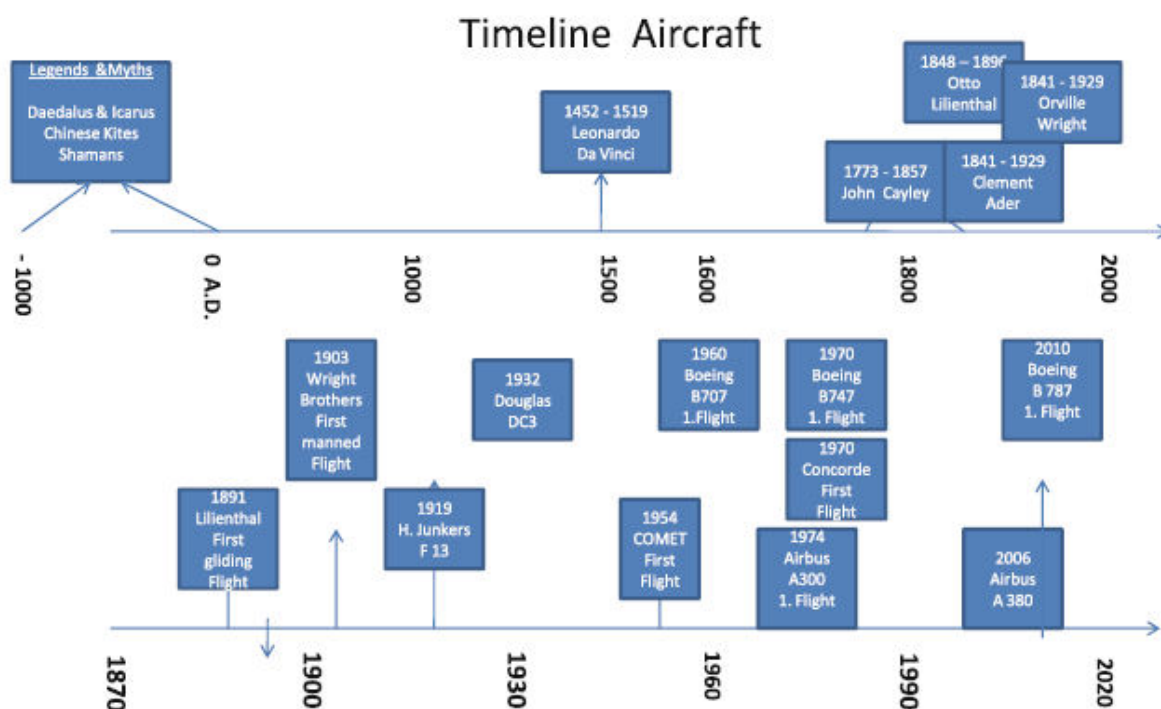 Timeline Aircraft
Legends &Myths
Daedalus & Icarus
Chinese Kites
Shamans
1452 - 1519
Leonardo
Da Vinci
1848 – 1896
Otto
Lilienthal
1841 - 1929
Orville
Wright
1773 - 1857
John Cayley
1841 - 1929
Clement
Ader
- 1000
0 A.D.
1000
1500
1600
1800
2000
1891
Lilienthal
First
gliding
Flight
1903
Wright
Brothers
First
manned
Flight
1919
H. Junkers
F 13
1932
Douglas
DC3
1954
COMET
First
Flight
1960
Boeing
B707
1.Flight
1970
Boeing
B747
1. Flight
1970
Concorde
First
Flight
1974
Airbus
A300
1. Flight
2006
Airbus
A 380
2010
Boeing
B 787
1. Flight
1870
1900
1930
1960
1990
2020